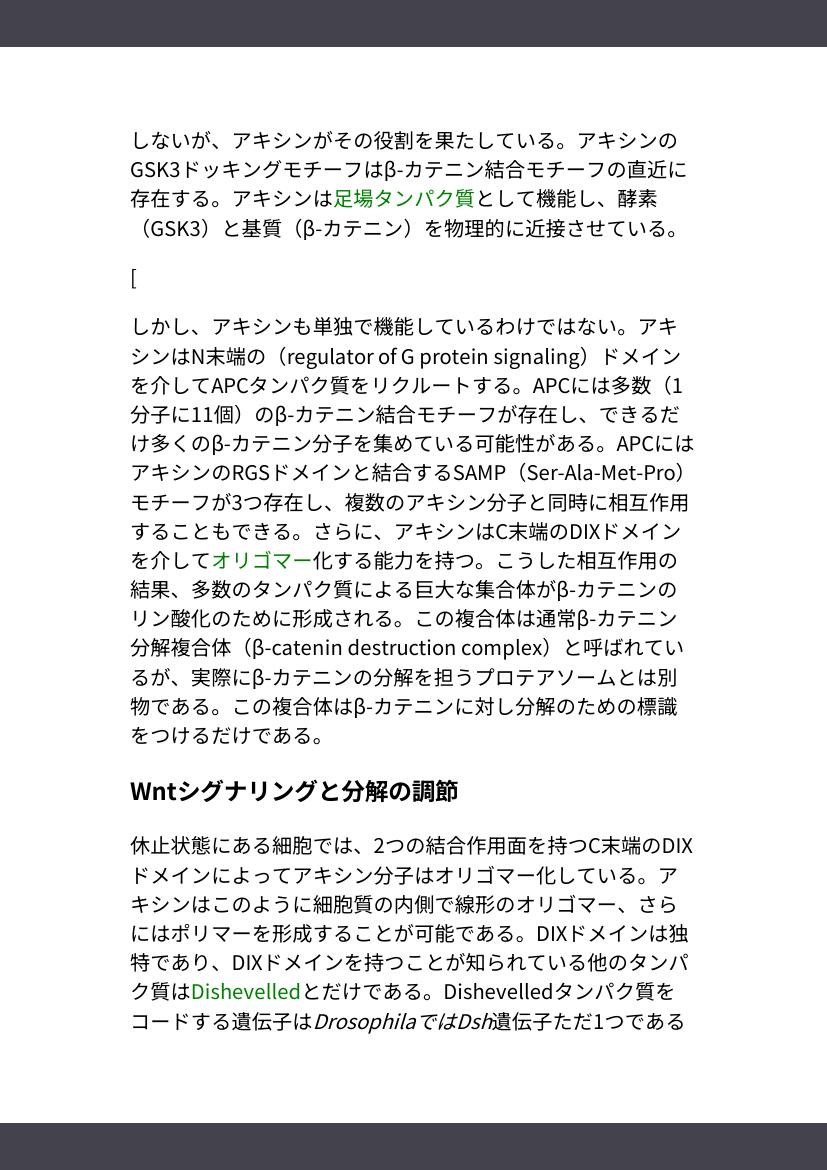 しないが、アキシンがその役割を果たしている。アキシンの
GSK3ドッキングモチーフはβ-カテニン結合モチーフの直近に
存在する。アキシンは足場タンパク質として機能し、酵素
（GSK3）と基質（β-カテニン）を物理的に近接させている。
[
しかし、アキシンも単独で機能しているわけではない。アキ
シンはN末端の（regulator of G protein signaling）ドメイン
を介してAPCタンパク質をリクルートする。APCには多数（1
分子に11個）のβ-カテニン結合モチーフが存在し、できるだ
け多くのβ-カテニン分子を集めている可能性がある。APCには
アキシンのRGSドメインと結合するSAMP（Ser-Ala-Met-Pro）
モチーフが3つ存在し、複数のアキシン分子と同時に相互作用
することもできる。さらに、アキシンはC末端のDIXドメイン
を介してオリゴマー化する能力を持つ。こうした相互作用の
結果、多数のタンパク質による巨大な集合体がβ-カテニンの
リン酸化のために形成される。この複合体は通常β-カテニン
分解複合体（β-catenin destruction complex）と呼ばれてい
るが、実際にβ-カテニンの分解を担うプロテアソームとは別
物である。この複合体はβ-カテニンに対し分解のための標識
をつけるだけである。
Wntシグナリングと分解の調節
休止状態にある細胞では、2つの結合作用面を持つC末端のDIX
ドメインによってアキシン分子はオリゴマー化している。ア
キシンはこのように細胞質の内側で線形のオリゴマー、さら
にはポリマーを形成することが可能である。DIXドメインは独
特であり、DIXドメインを持つことが知られている他のタンパ
ク質はDishevelledとだけである。Dishevelledタンパク質を
コードする遺伝子はDrosophilaではDsh遺伝子ただ1つである